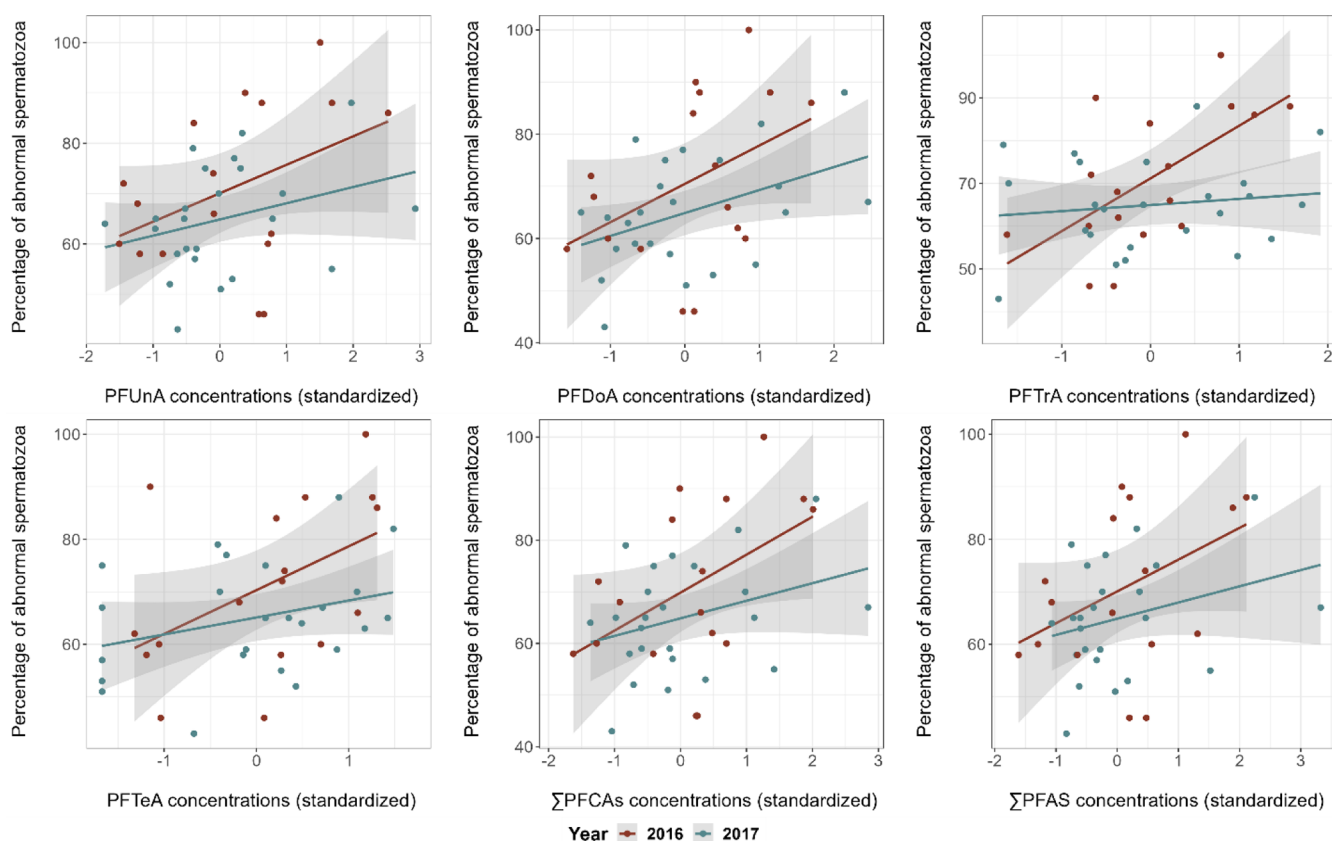 Percentage of abnormal spermatozoa
100
80
60
-2 -1 0 1 2 3
PFUnA concentrations (standardized)
Percentage of abnormal spermatozoa
100
80
60
40
-1 0 1 2
PFDoA concentrations (standardized)
Percentage of abnormal spermatozoa
90
70
50
-1 0 1 2
PFTrA concentrations (standardized)
Percentage of abnormal spermatozoa
100
80
60
-1 0 1
PFTeA concentrations (standardized)
Percentage of abnormal spermatozoa
100
80
60
40
-2 -1 0 1 2 3
∑PFCAs concentrations (standardized)
Percentage of abnormal spermatozoa
100
80
60
-2 -1 0 1 2 3
∑PFAS concentrations (standardized)
Year 2016 2017